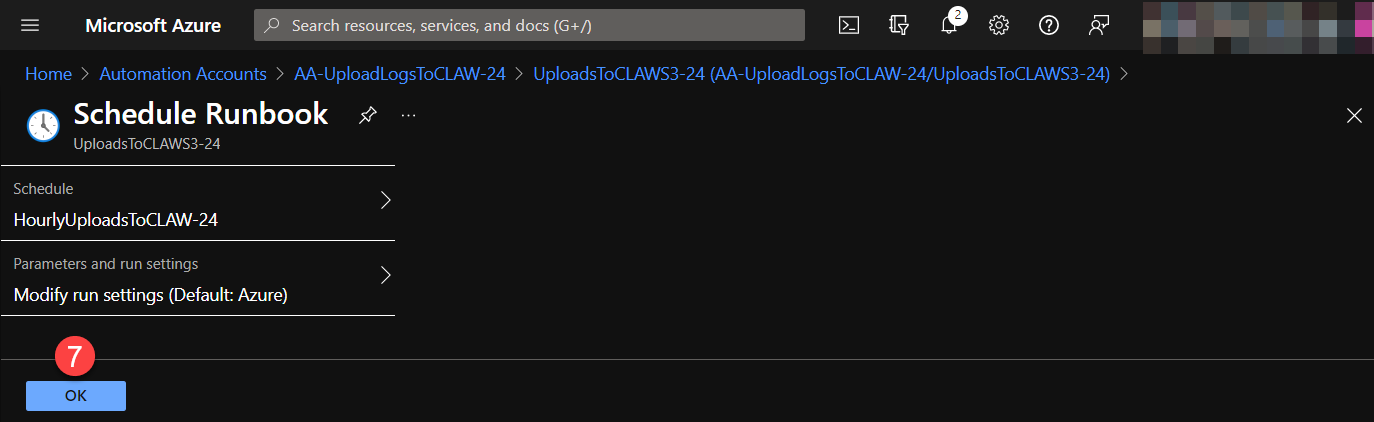 Microsoft Azure
Search resources, services, and docs (G+/)
2
Home > Automation Accounts > AA-UploadLogsToCLAW-24 > UploadsToCLAWS3-24 (AA-UploadLogsToCLAW-24/UploadsToCLAWS3-24) >
Schedule Runbook
UploadsToCLAWS3-24
Schedule
HourlyUploadsToCLAW-24
Parameters and run settings
Modify run settings (Default: Azure)
7
OK